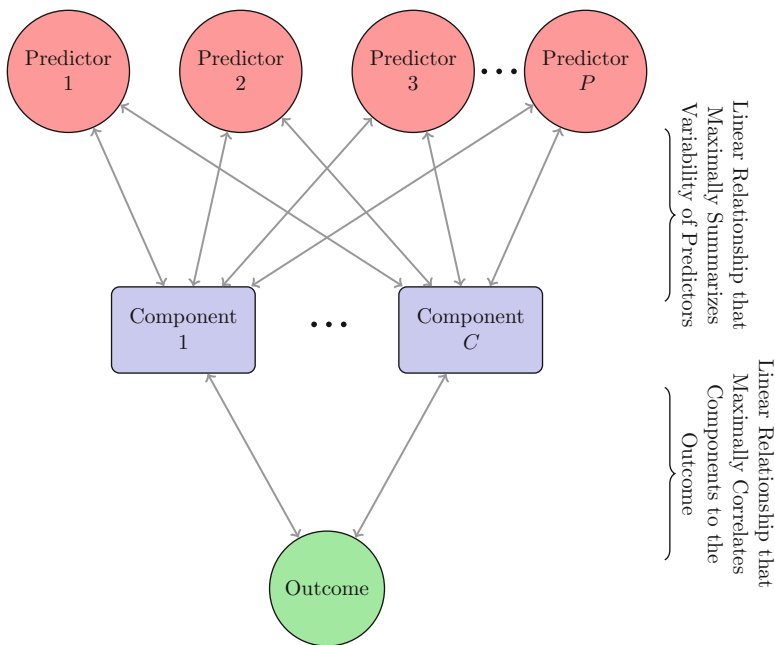 Predictor
1
Predictor
2
Predictor
3
...
Predictor
P
Linear Relationship that
Maximally Summarizes
Variability of Predictors
Component
1
...
Component
C
Linear Relationship that
Maximally Correlates
Components to the
Outcome
Outcome